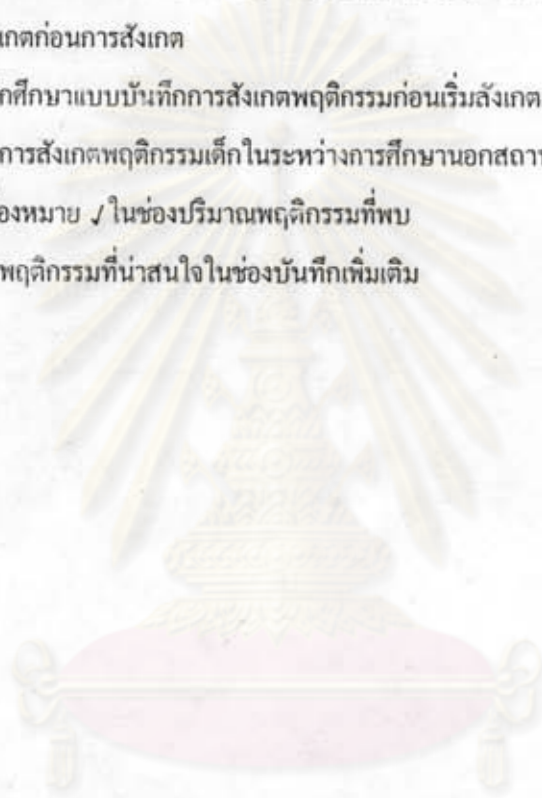 เกตก่อนการสังเกต
กศึกษาแบบบันทึกการสังเกตพฤติกรรมก่อนเริ่มสังเกต
การสังเกตพฤติกรรมเด็กในระหว่างการศึกษานอกสถาน
องหมาย ✓ ในช่องปริมาณพฤติกรรมที่พบ
พฤติกรรมที่น่าสนใจในช่องบันทึกเพิ่มเติม